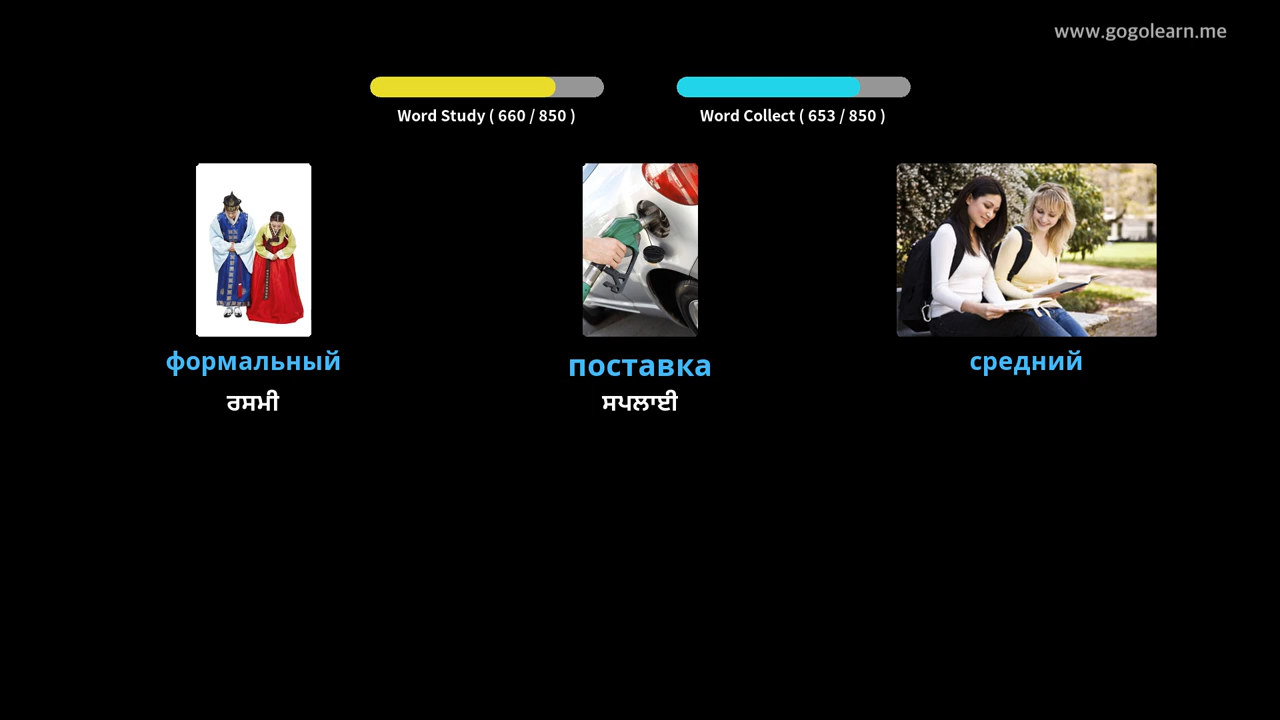 www.gogolearn.me
Word Study ( 660 / 850 )
Word Collect ( 653 / 850 )
формальный
поставка
средний
ਰਸਮੀ
ਸਪਲਾਈ